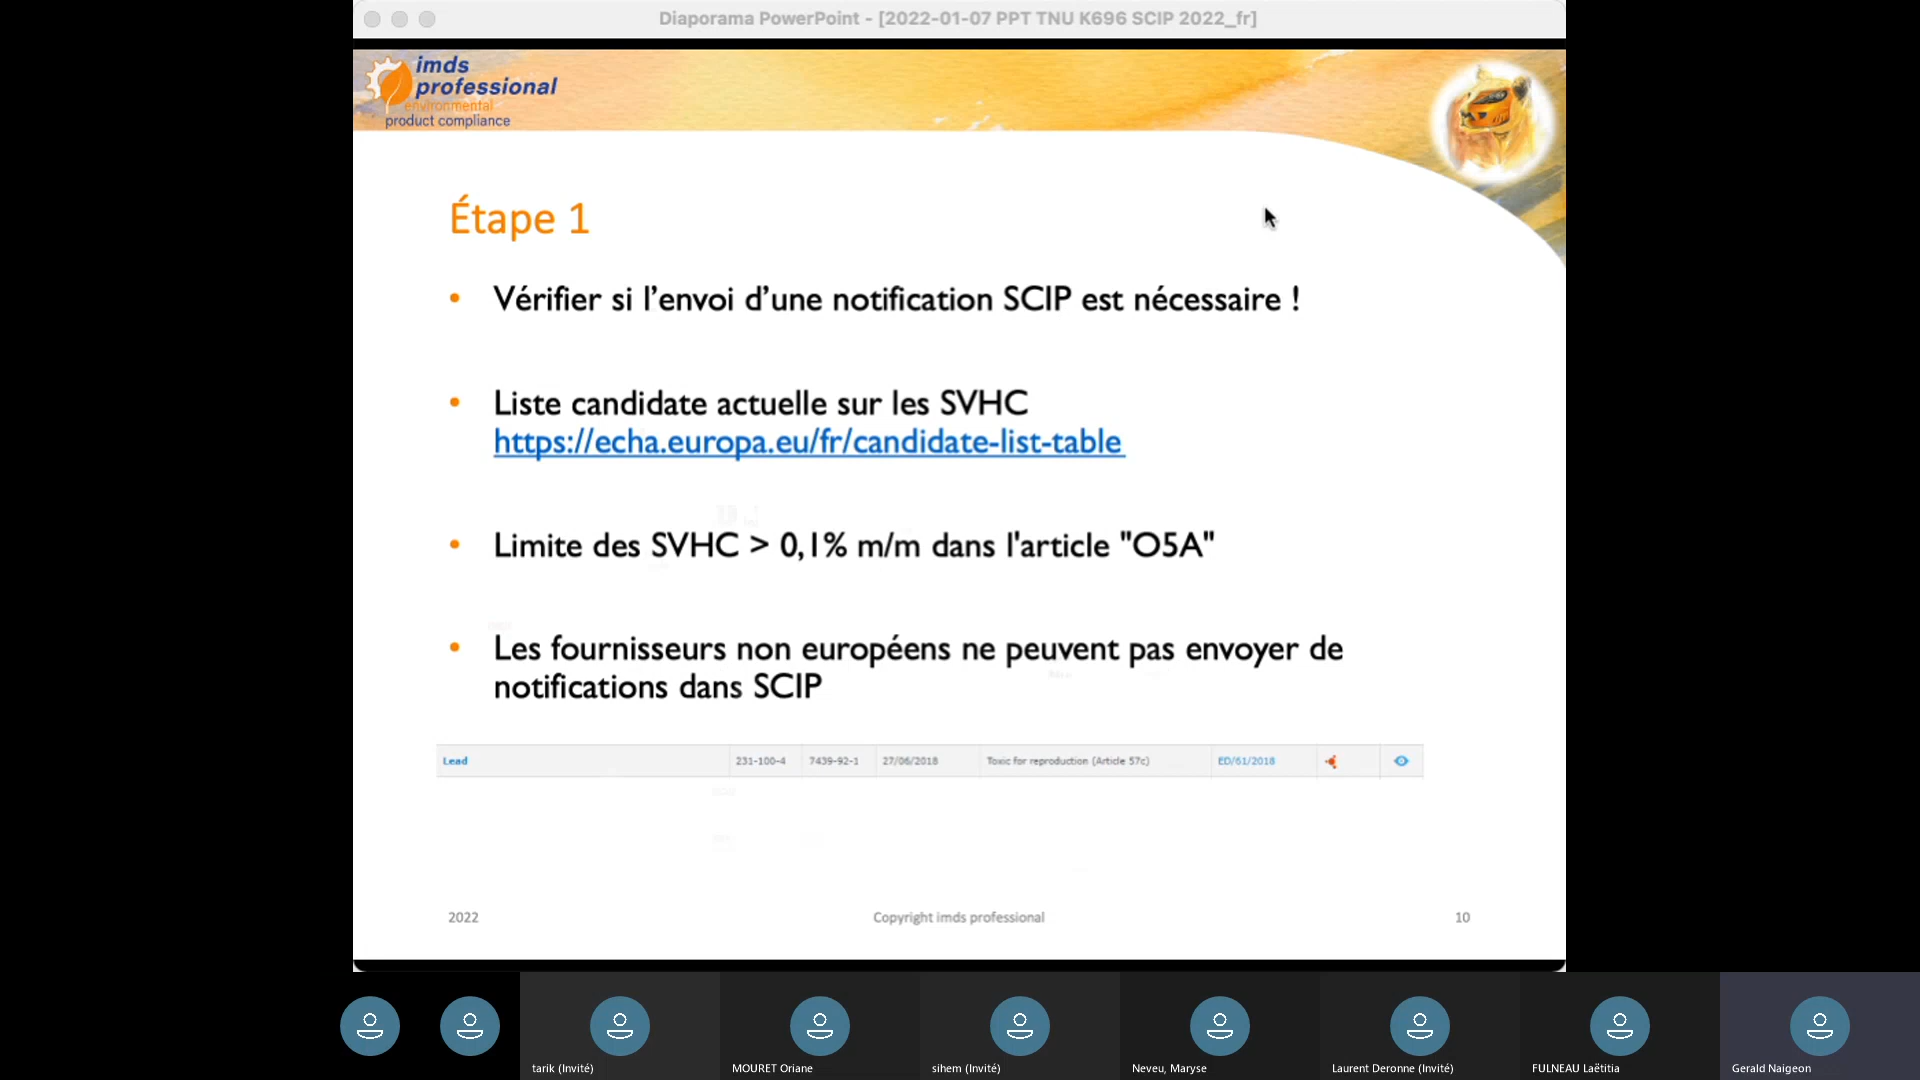 Diaporama PowerPoint - [2022-01-07 PPT TNU K696 SCIP 2022_fr]
imds
professional
environmental
product compliance
Étape 1
• Vérifier si l’envoi d’une notification SCIP est nécessaire !
• Liste candidate actuelle sur les SVHC
https://echa.europa.eu/fr/candidate-list-table
• Limite des SVHC > 0,1% m/m dans l'article "O5A"
• Les fournisseurs non européens ne peuvent pas envoyer de
notifications dans SCIP
Lead 231-100-4 7439-92-1 27/06/2018 Toxic for reproduction (Article 57c) ED/61/2018
2022 Copyright imds professional 10
tarik (Invité) MOURET Oriane sihem (Invité) Neveu, Maryse Laurent Deronne (Invité) FULNEAU Laëtitia Gerald Naigeon